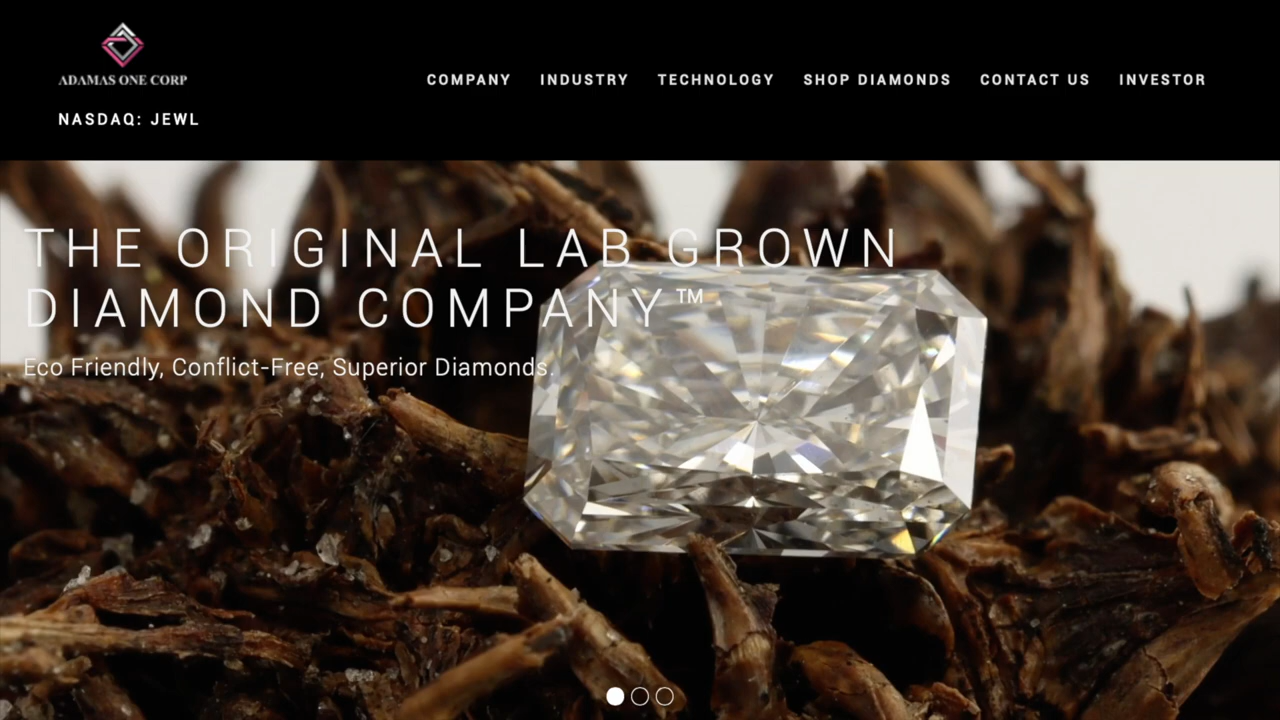 ADAMAS ONE CORP
NASDAQ: JEWL
COMPANY INDUSTRY TECHNOLOGY SHOP DIAMONDS CONTACT US INVESTOR
THE ORIGINAL LAB GROWN
DIAMOND COMPANY™
Eco Friendly, Conflict-Free, Superior Diamonds.